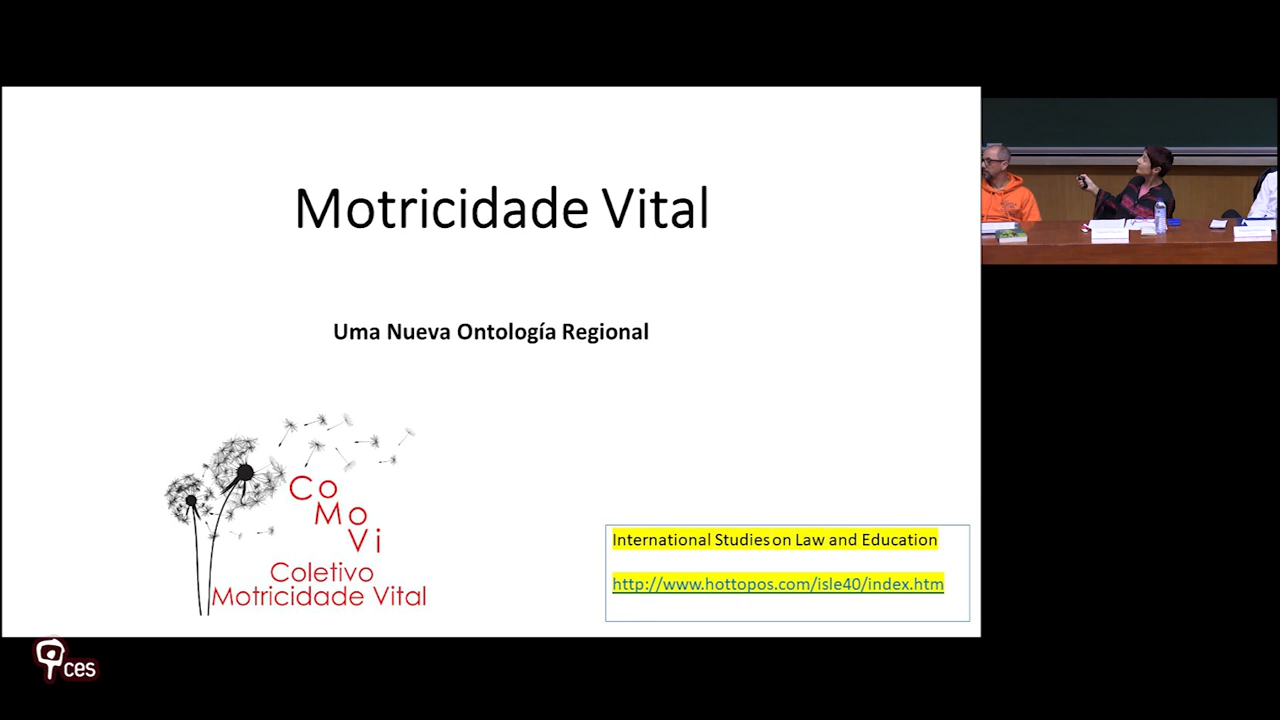 Motricidade Vital
Uma Nueva Ontología Regional
Co
Mo
Vi
Coletivo
Motricidade Vital
International Studies on Law and Education
http://www.hottopos.com/isle40/index.htm
ces